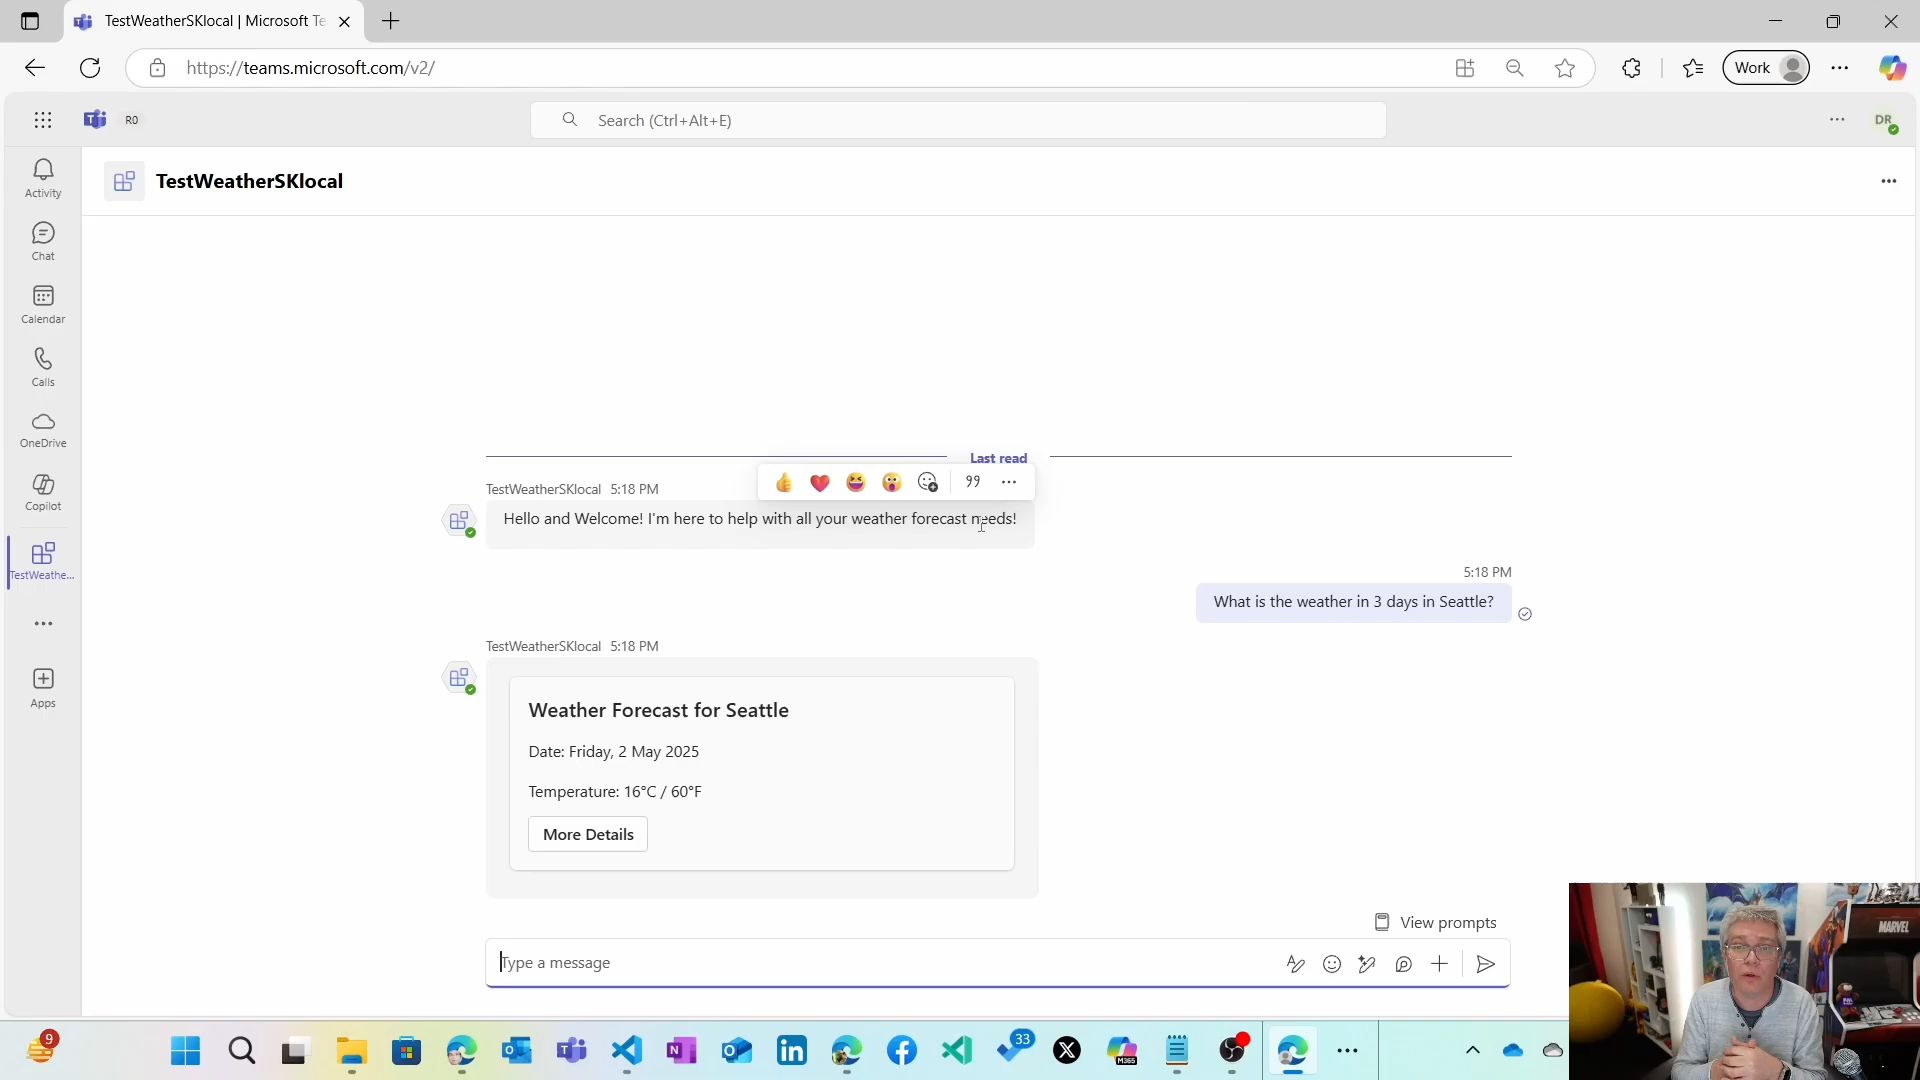 TestWeatherSKlocal | Microsoft Te
https://teams.microsoft.com/v2/
Work
R0
Search (Ctrl+Alt+E)
DR
Activity
Chat
Calendar
Calls
OneDrive
Copilot
TestWeathe...
Apps
TestWeatherSKlocal
Last read
TestWeatherSKlocal 5:18 PM
Hello and Welcome! I'm here to help with all your weather forecast needs!
5:18 PM
What is the weather in 3 days in Seattle?
TestWeatherSKlocal 5:18 PM
Weather Forecast for Seattle
Date: Friday, 2 May 2025
Temperature: 16°C / 60°F
More Details
View prompts
Type a message
MARVEL
9
33
M365